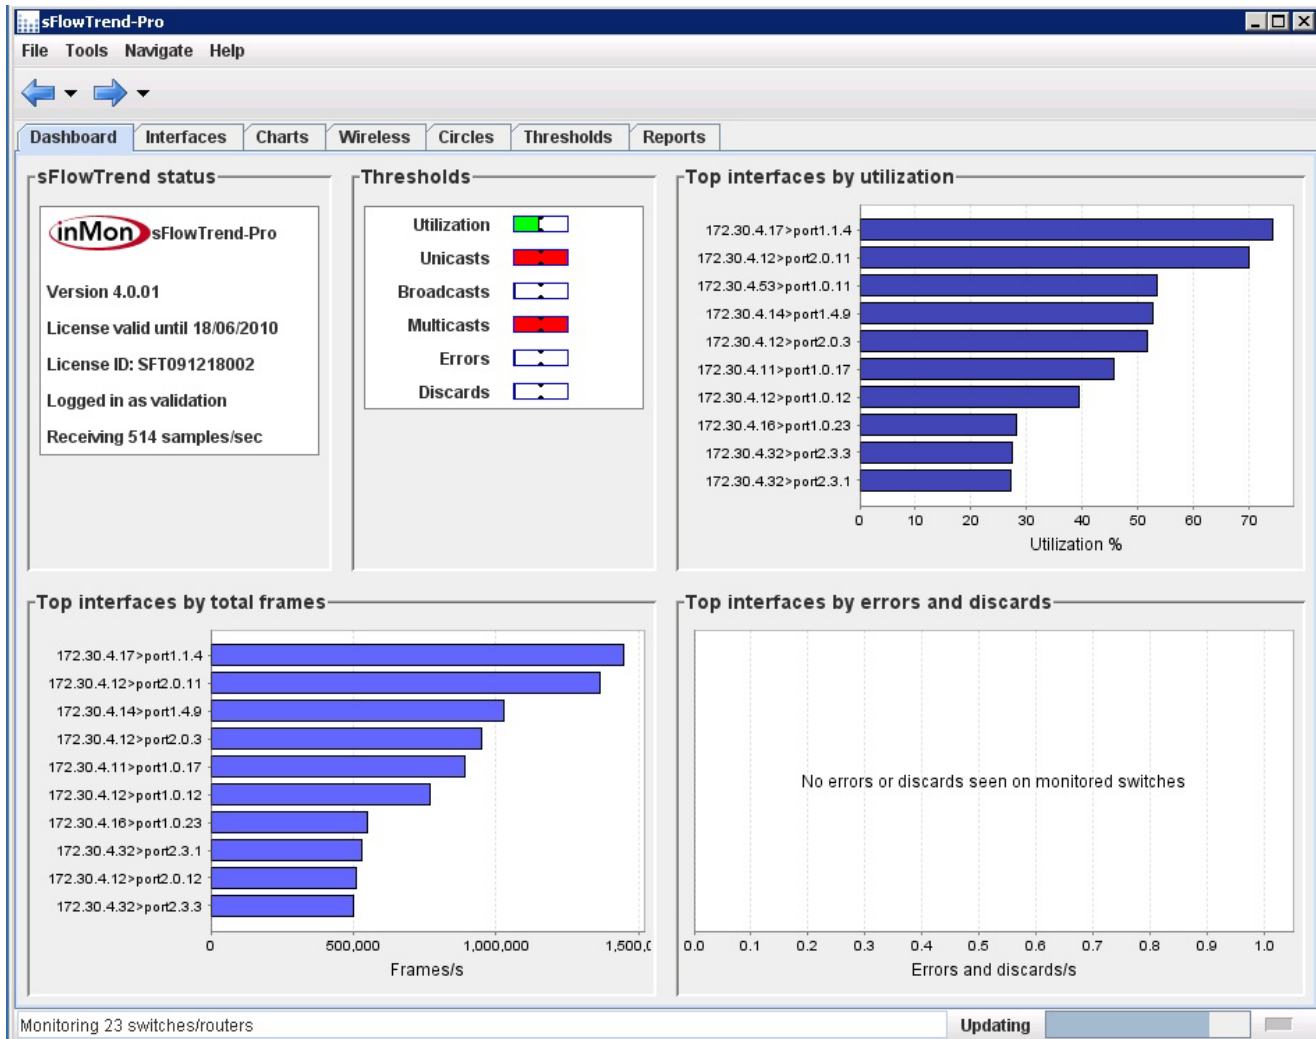 sFlowTrend-Pro
File Tools Navigate Help
Dashboard Interfaces Charts Wireless Circles Thresholds Reports
sFlowTrend status
inMon sFlowTrend-Pro
Version 4.0.01
License valid until 18/06/2010
License ID: SFT091218002
Logged in as validation
Receiving 514 samples/sec
Thresholds
Utilization
Unicasts
Broadcasts
Multicasts
Errors
Discards
Top interfaces by utilization
172.30.4.17>port1.1.4
172.30.4.12>port2.0.11
172.30.4.53>port1.0.11
172.30.4.14>port1.4.9
172.30.4.12>port2.0.3
172.30.4.11>port1.0.17
172.30.4.12>port1.0.12
172.30.4.16>port1.0.23
172.30.4.32>port2.3.3
172.30.4.32>port2.3.1
0 10 20 30 40 50 60 70
Utilization %
Top interfaces by total frames
172.30.4.17>port1.1.4
172.30.4.12>port2.0.11
172.30.4.14>port1.4.9
172.30.4.12>port2.0.3
172.30.4.11>port1.0.17
172.30.4.12>port1.0.12
172.30.4.16>port1.0.23
172.30.4.32>port2.3.1
172.30.4.12>port2.0.12
172.30.4.32>port2.3.3
0 500,000 1,000,000 1,500,0
Frames/s
Top interfaces by errors and discards
No errors or discards seen on monitored switches
0.0 0.1 0.2 0.3 0.4 0.5 0.6 0.7 0.8 0.9 1.0
Errors and discards/s
Monitoring 23 switches/routers
Updating